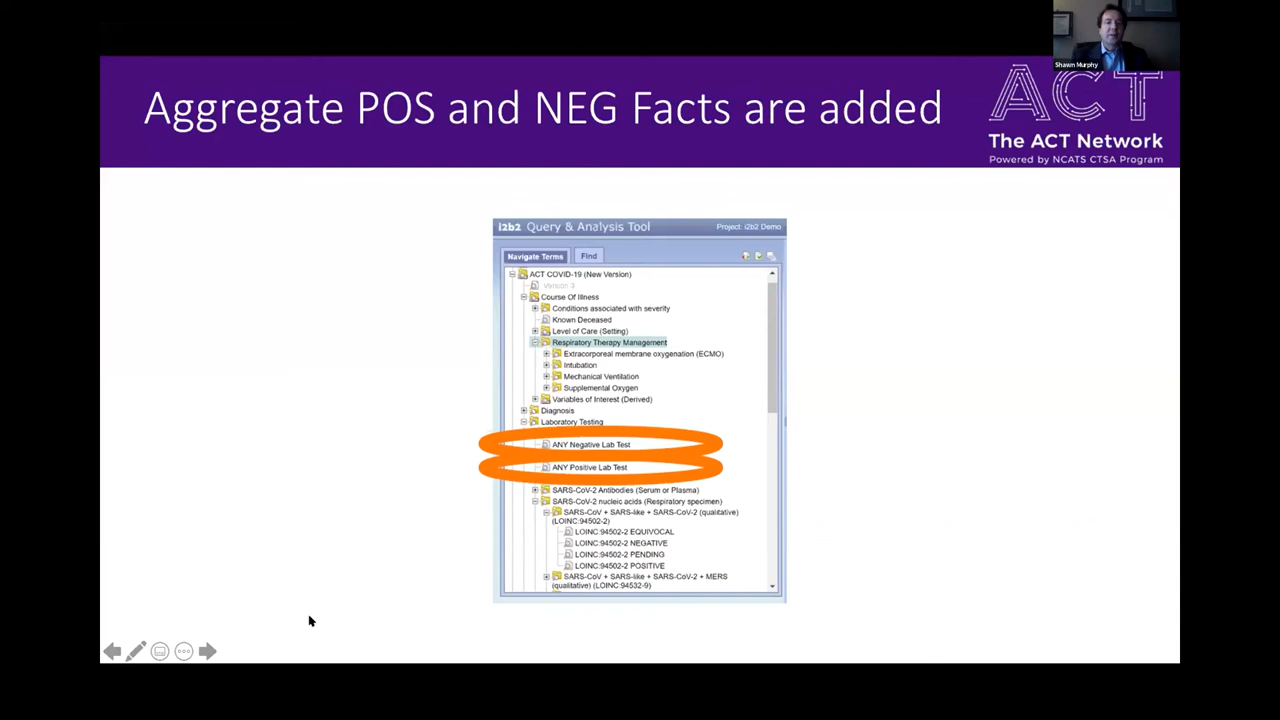 Shawn Murphy
Aggregate POS and NEG Facts are added
ACT
The ACT Network
Powered by NCATS CTSA Program
i2b2 Query & Analysis Tool
Project: i2b2 Demo
Navigate Terms
Find
ACT COVID-19 (New Version)
Version 3
Course Of Illness
Conditions associated with severity
Known Deceased
Level of Care (Setting)
Respiratory Therapy Management
Extracorporeal membrane oxygenation (ECMO)
Intubation
Mechanical Ventilation
Supplemental Oxygen
Variables of Interest (Derived)
Diagnosis
Laboratory Testing
ANY Negative Lab Test
ANY Positive Lab Test
SARS-CoV-2 Antibodies (Serum or Plasma)
SARS-CoV-2 nucleic acids (Respiratory specimen)
SARS-CoV + SARS-like + SARS-CoV-2 (qualitative)
(LOINC:94502-2)
LOINC:94502-2 EQUIVOCAL
LOINC:94502-2 NEGATIVE
LOINC:94502-2 PENDING
LOINC:94502-2 POSITIVE
SARS-CoV + SARS-like + SARS-CoV-2 + MERS
(qualitative) (LOINC:94532-9)